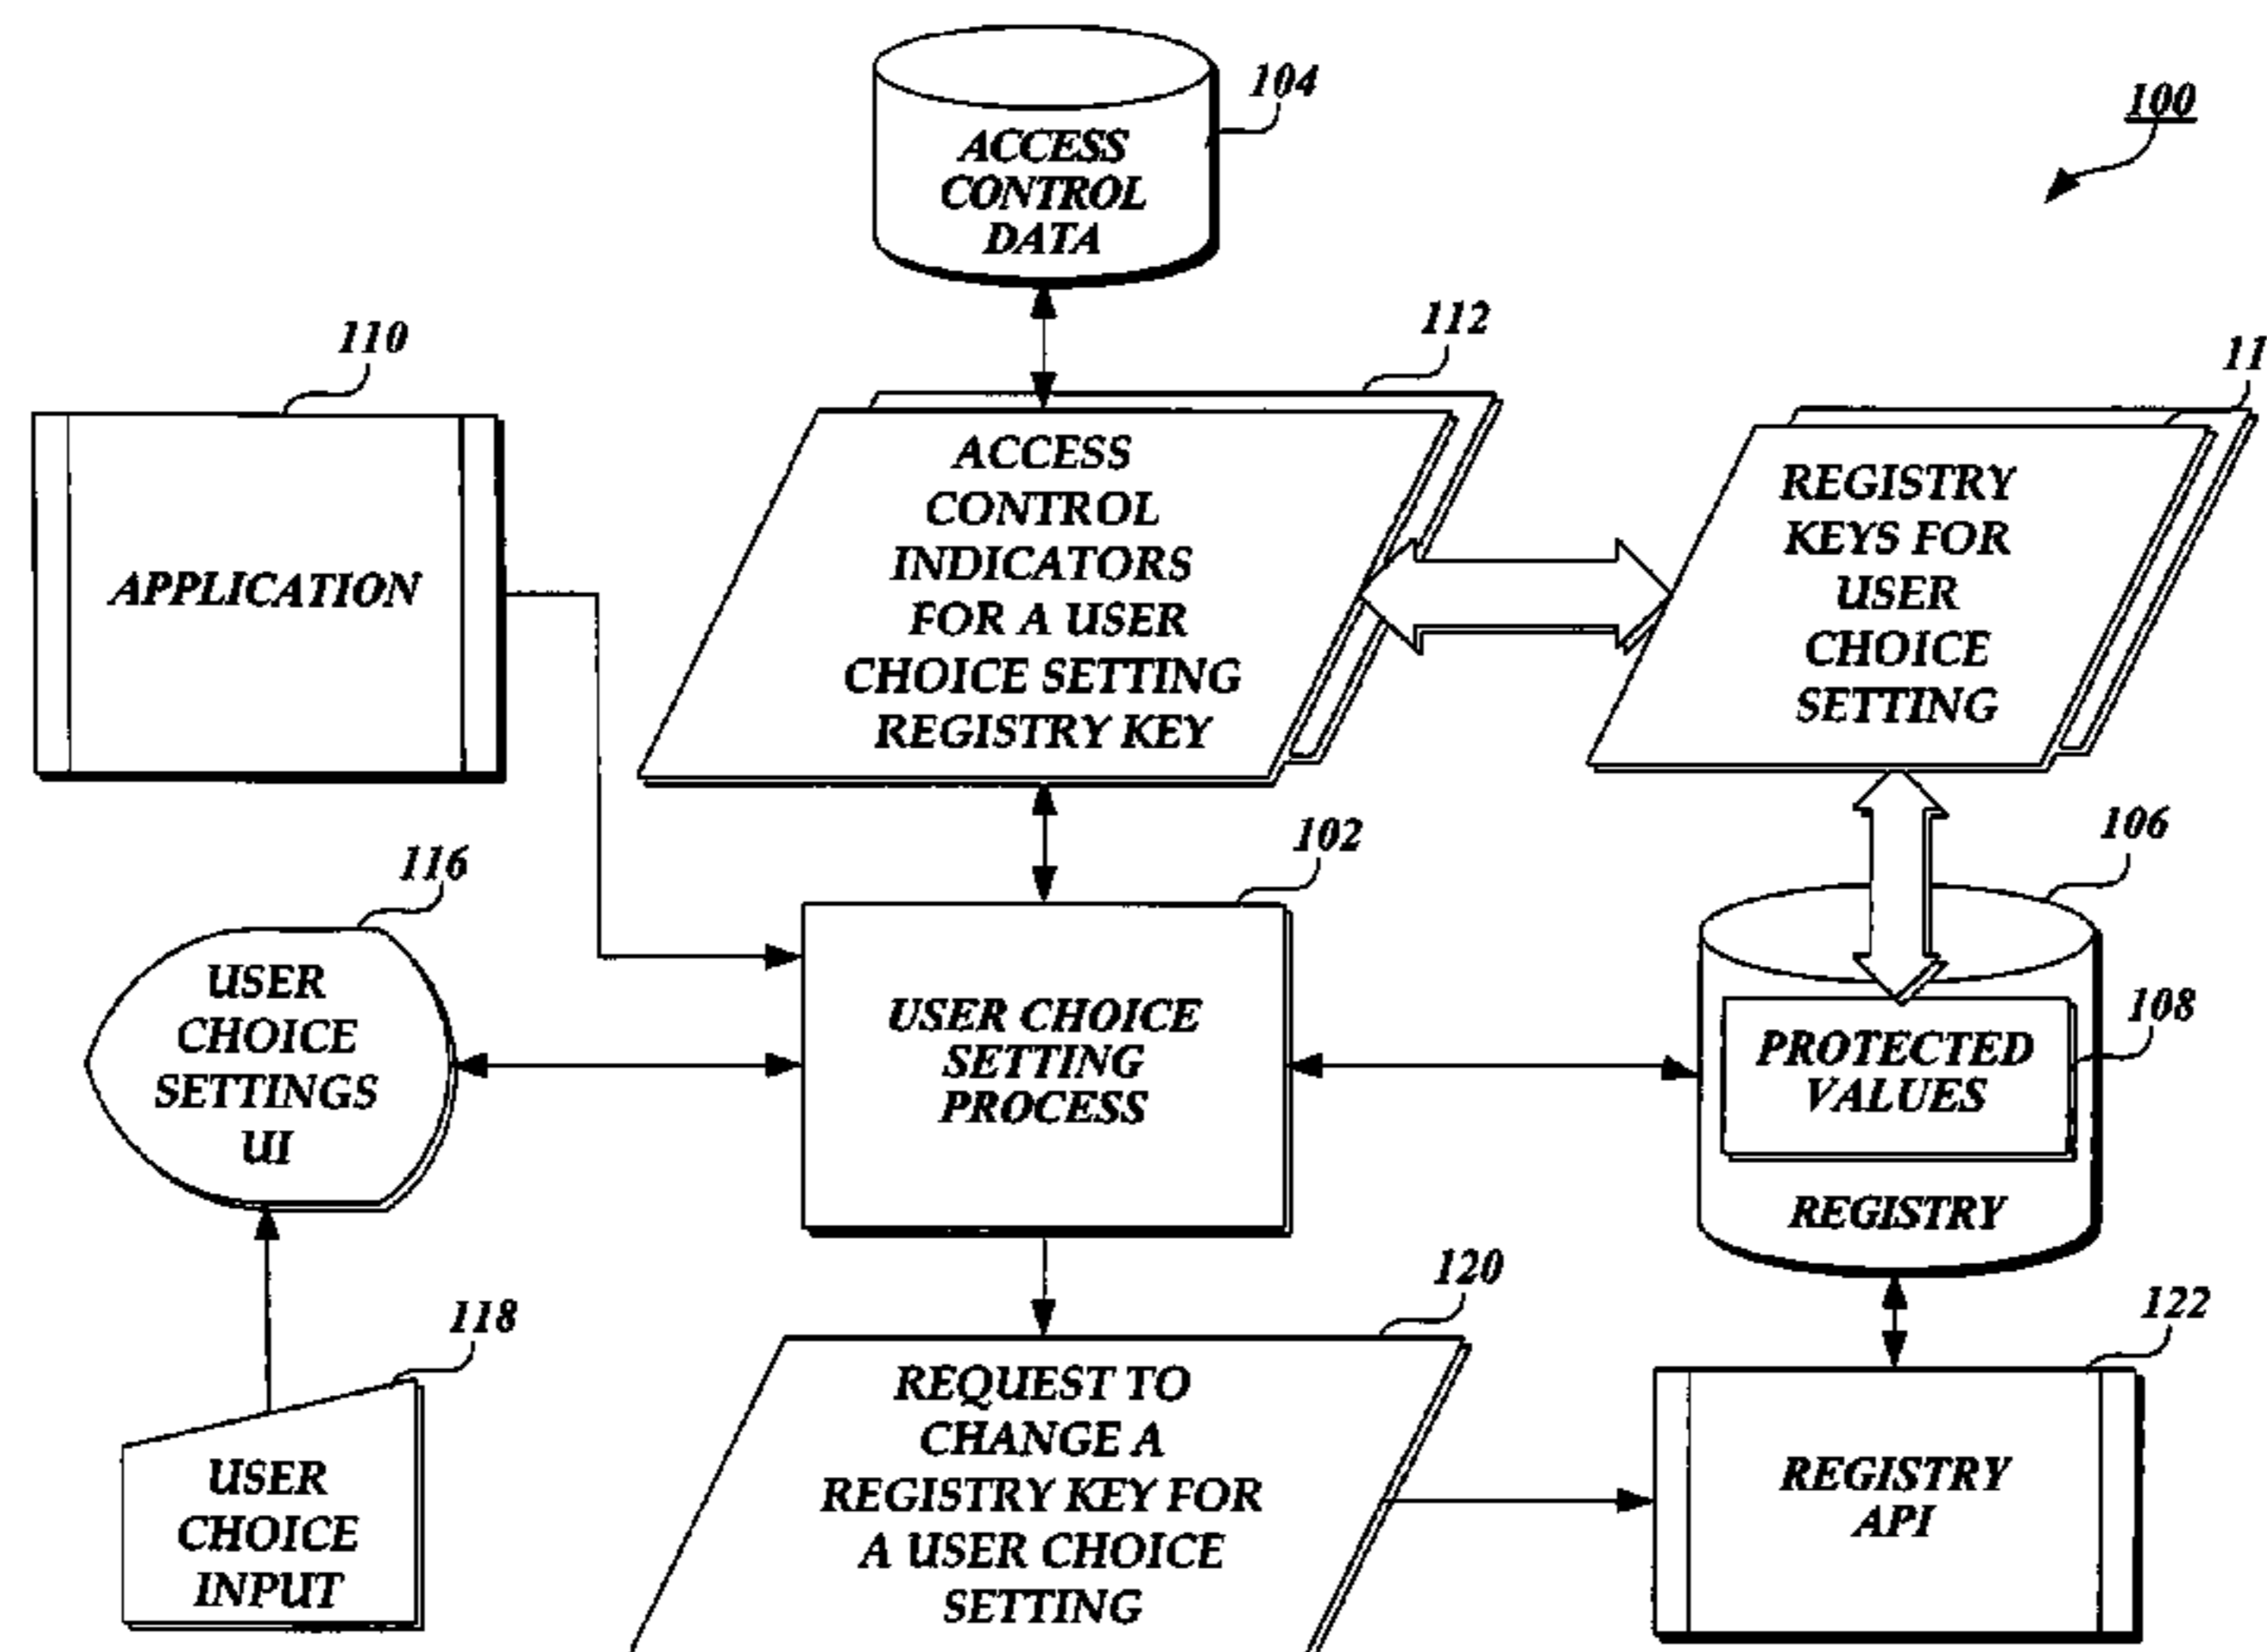 104
ACCESS
CONTROL
DATA
100
112
110
11
APPLICATION
ACCESS
CONTROL
INDICATORS
FOR A USER
CHOICE SETTING
REGISTRY KEY
REGISTRY
KEYS FOR
USER
CHOICE
SETTING
102
106
116
USER
CHOICE
SETTINGS
UI
USER CHOICE
SETTING
PROCESS
108
PROTECTED
VALUES
REGISTRY
118
USER
CHOICE
INPUT
120
REQUEST TO
CHANGE A
REGISTRY KEY FOR
A USER CHOICE
SETTING
122
REGISTRY
API